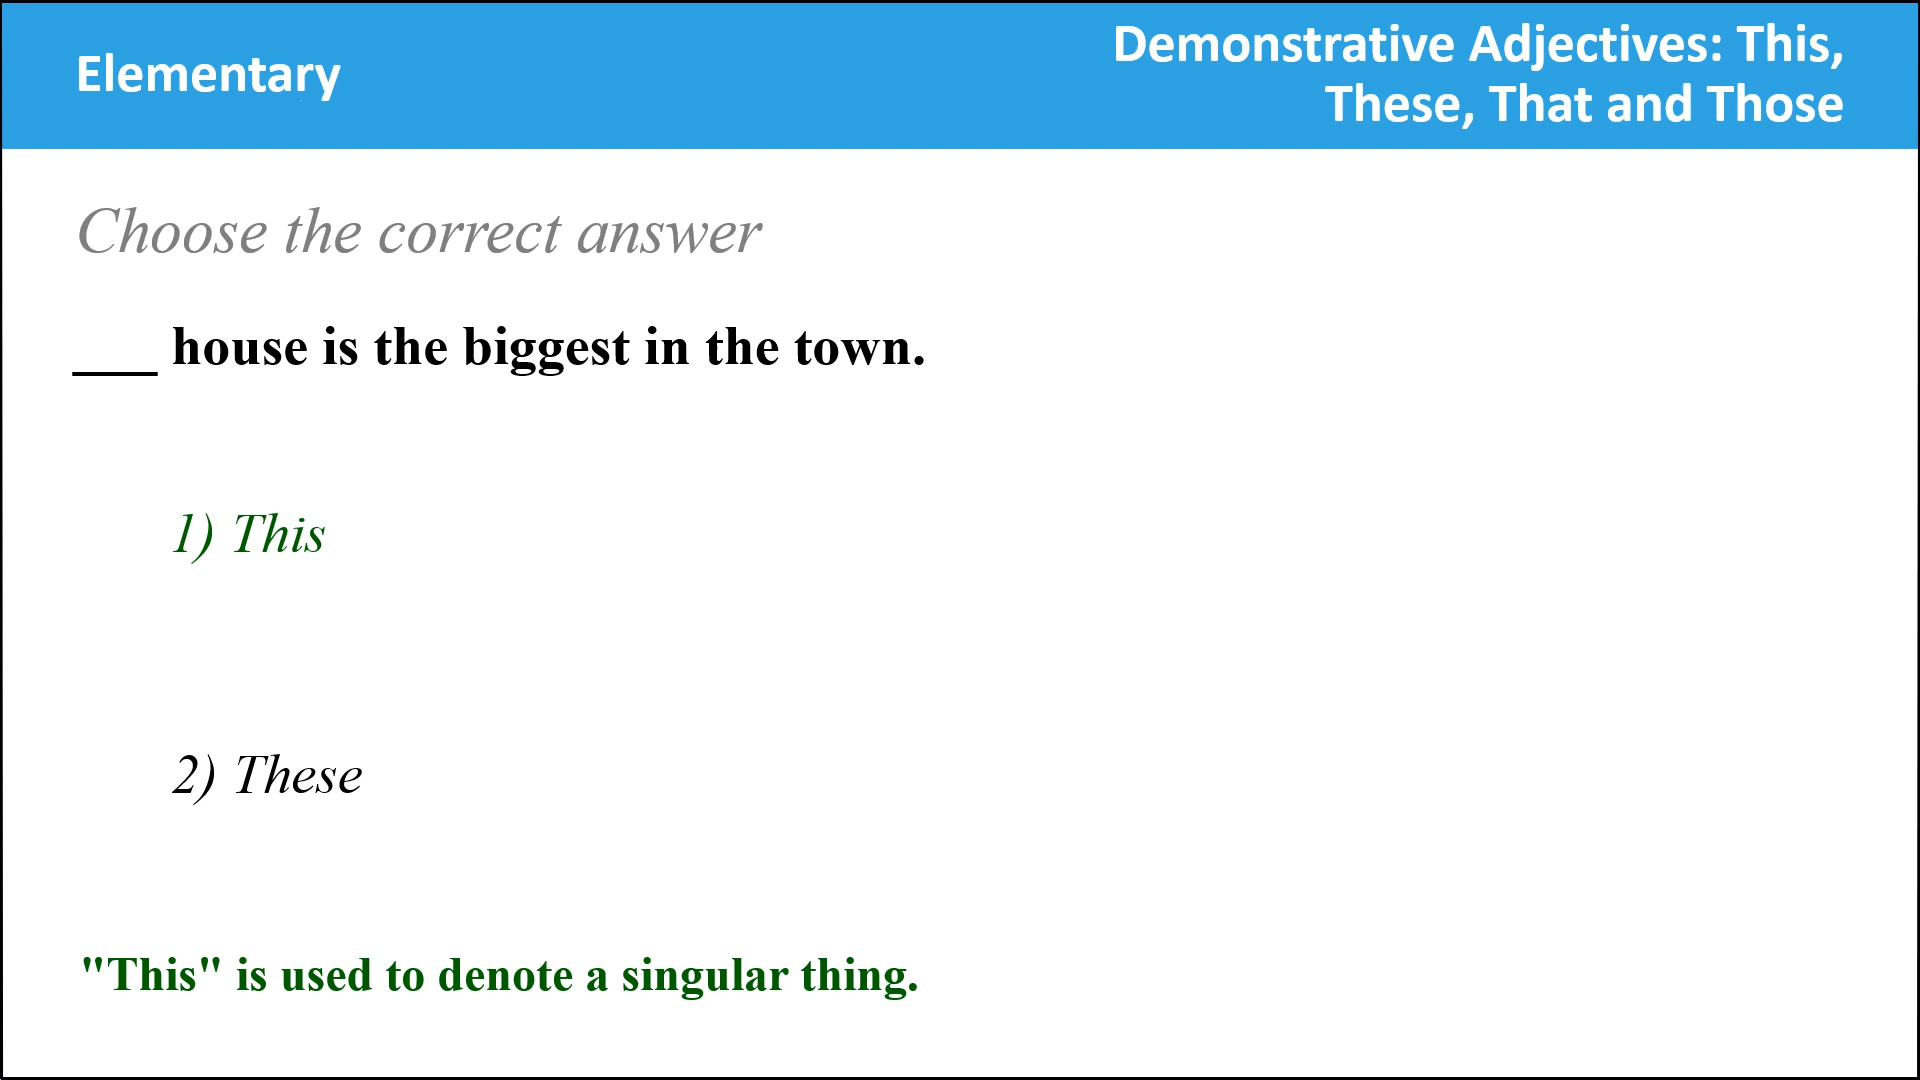 Elementary
Demonstrative Adjectives: This,
These, That and Those
Choose the correct answer
___ house is the biggest in the town.
1) This
2) These
"This" is used to denote a singular thing.